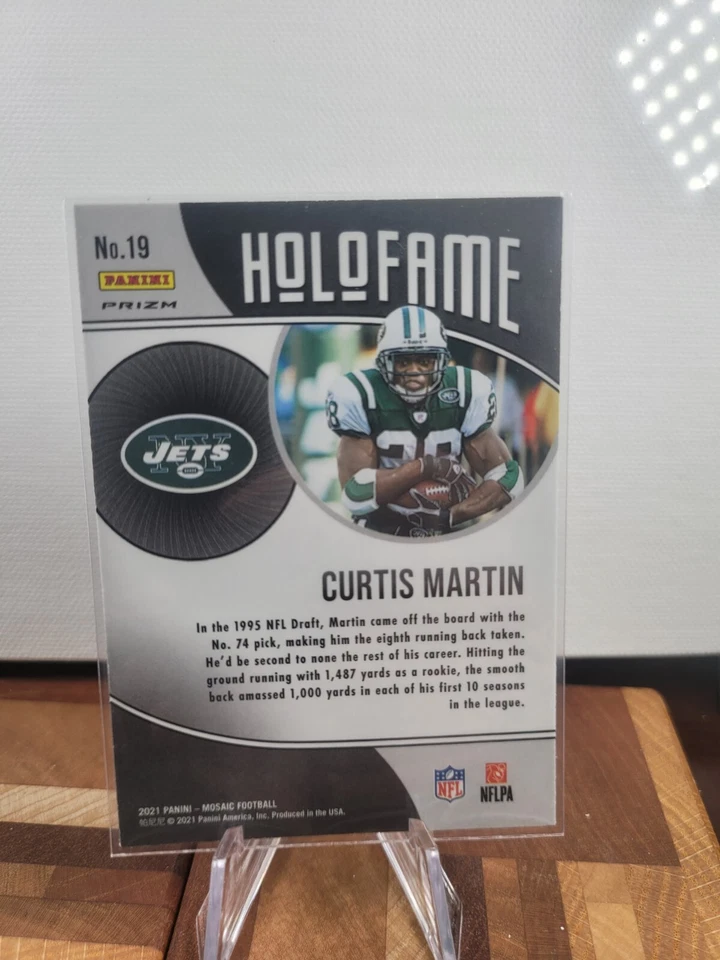 No.19
PANINI
PRIZM
HOLOFAME
NY
JETS
28
28
CURTIS MARTIN
In the 1995 NFL Draft, Martin came off the board with the
No. 74 pick, making him the eighth running back taken.
He'd be second to none the rest of his career. Hitting the
ground running with 1,487 yards as a rookie, the smooth
back amassed 1,000 yards in each of his first 10 seasons
in the league.
NFL
NFLPA
2021 PANINI – MOSAIC FOOTBALL
© 2021 Panini America, Inc. Produced in the USA.